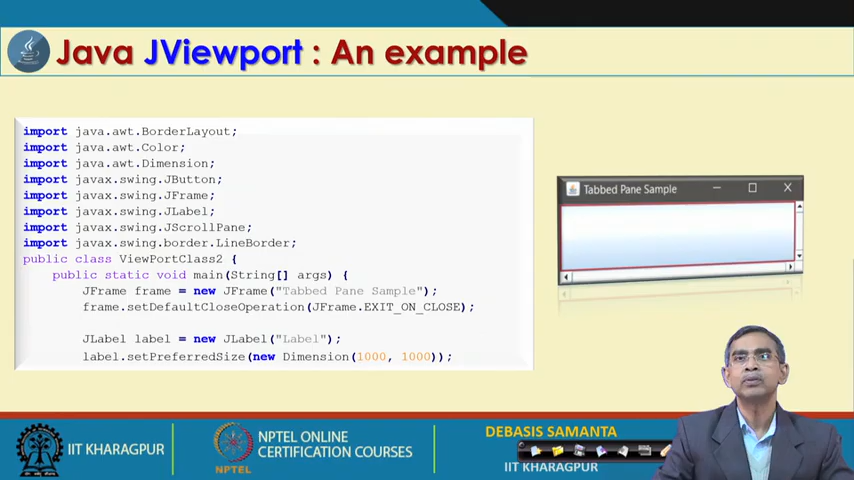 Java JViewport : An example
import java.awt.BorderLayout;
import java.awt.Color;
import java.awt.Dimension;
import javax.swing.JButton;
import javax.swing.JFrame;
import javax.swing.JLabel;
import javax.swing.JScrollPane;
import javax.swing.border.LineBorder;
public class ViewPortClass2 {
public static void main(String[] args) {
JFrame frame = new JFrame("Tabbed Pane Sample");
frame.setDefaultCloseOperation(JFrame.EXIT_ON_CLOSE);
JLabel label = new JLabel("Label");
label.setPreferredSize(new Dimension(1000, 1000));
Tabbed Pane Sample
IIT KHARAGPUR
NPTEL
NPTEL ONLINE
CERTIFICATION COURSES
DEBASIS SAMANTA
IIT KHARAGPUR